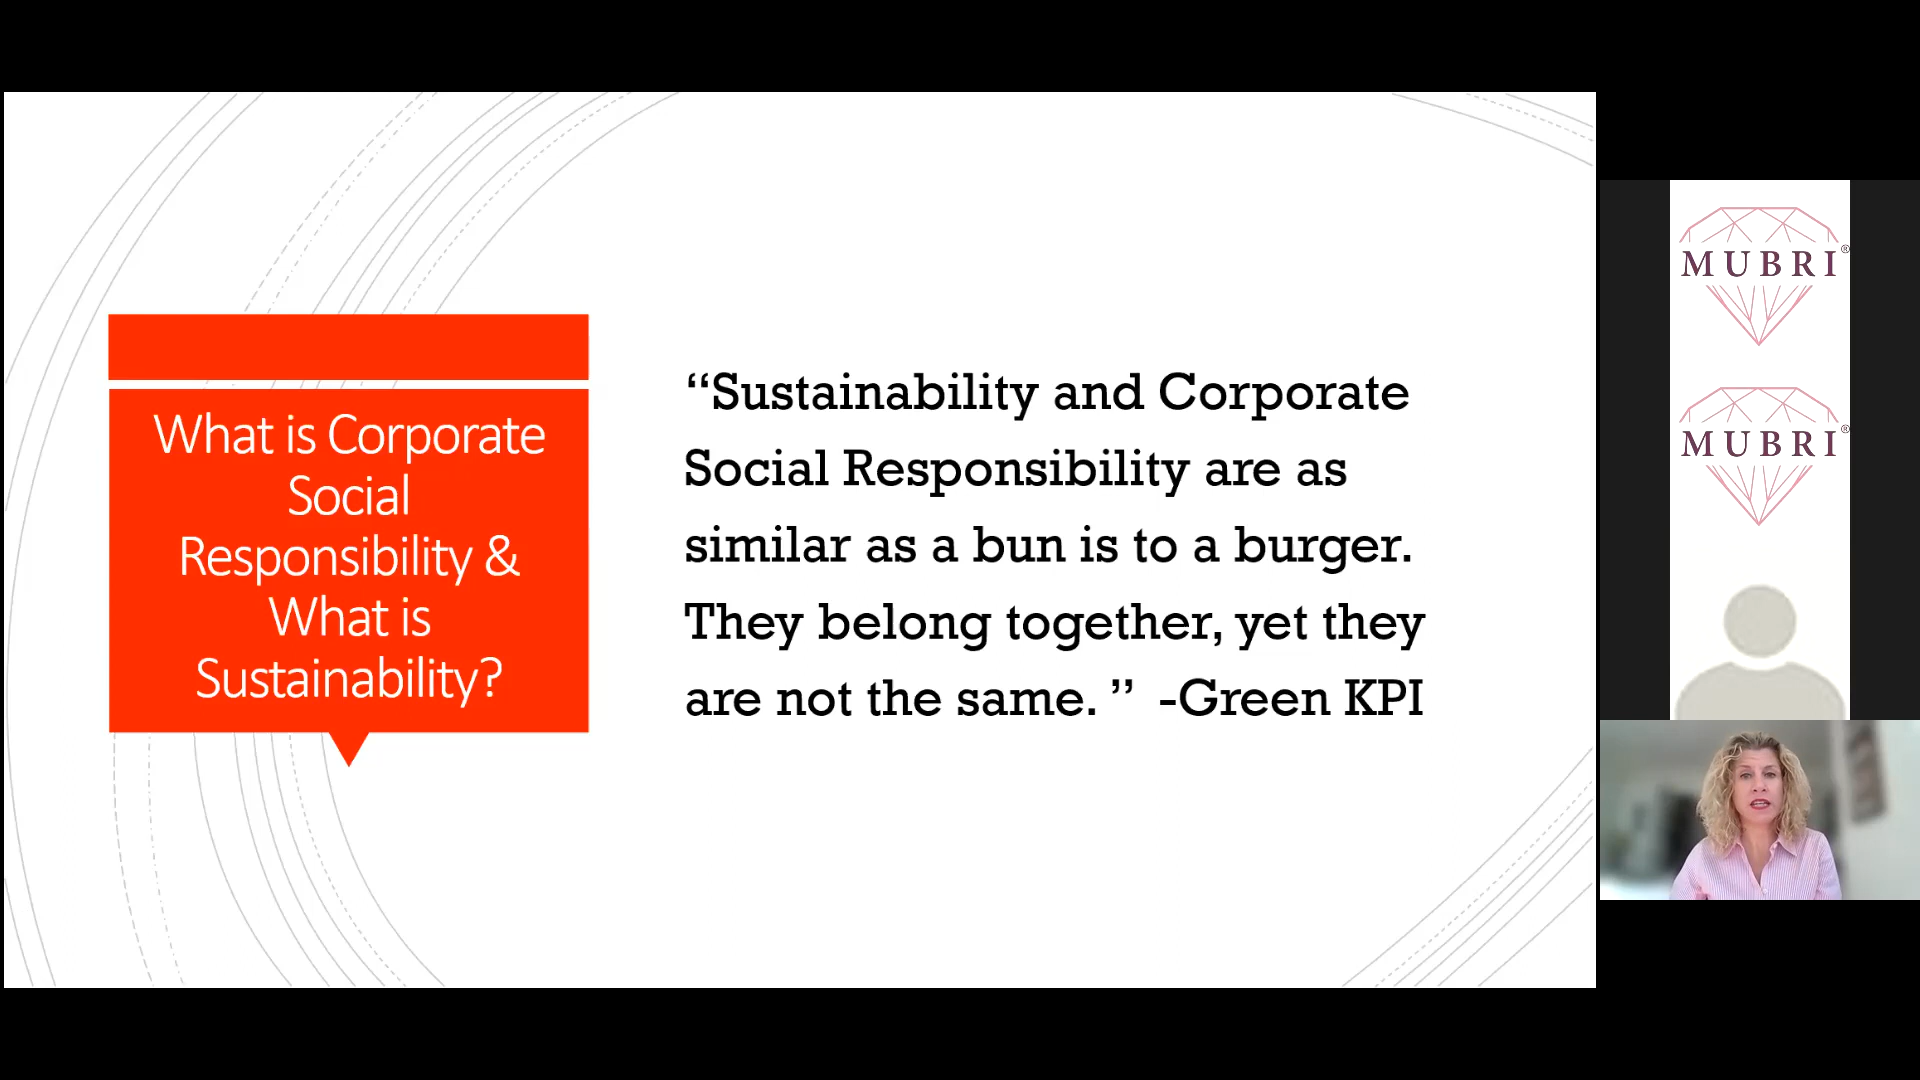 What is Corporate
Social
Responsibility &
What is
Sustainability?
“Sustainability and Corporate
Social Responsibility are as
similar as a bun is to a burger.
They belong together, yet they
are not the same. ” -Green KPI
MUBRI®
MUBRI®